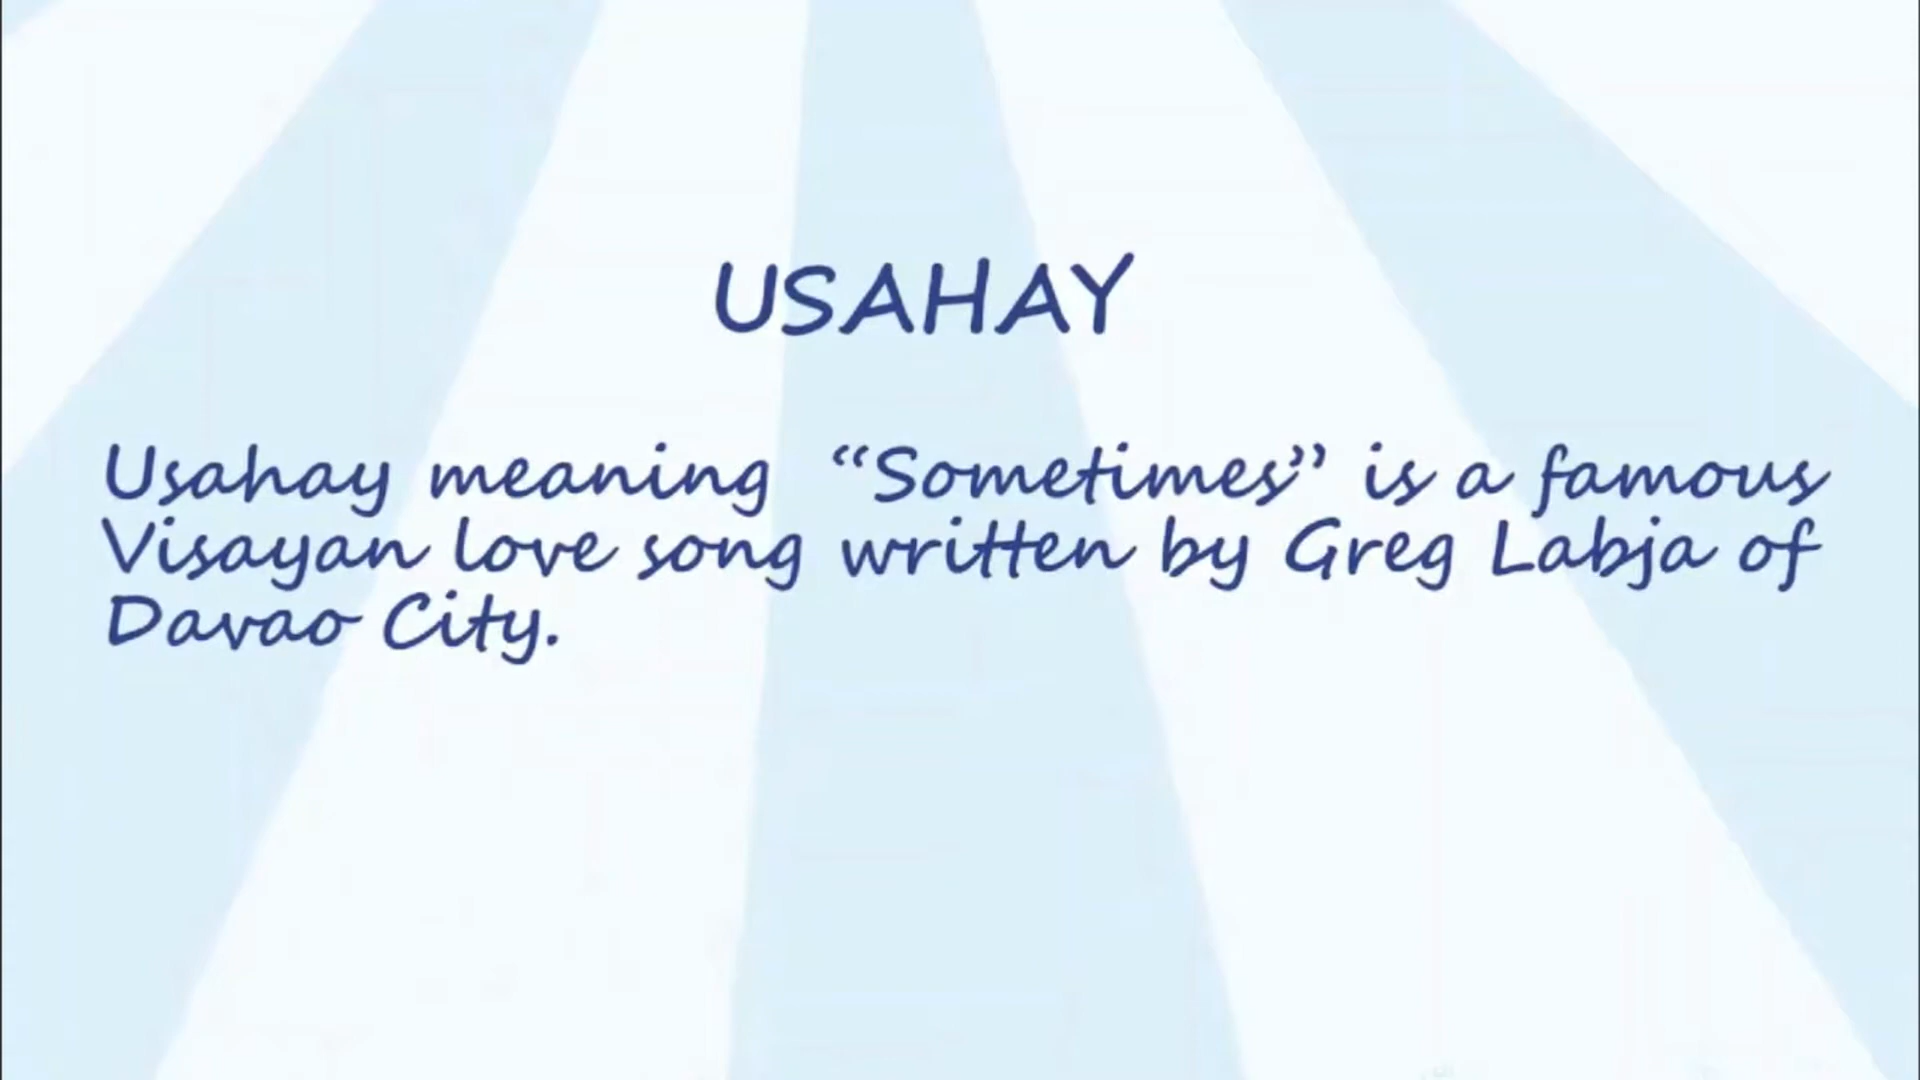 USAHAY
Usahay meaning “Sometimes” is a famous
Visayan love song written by Greg Labja of
Davao City.